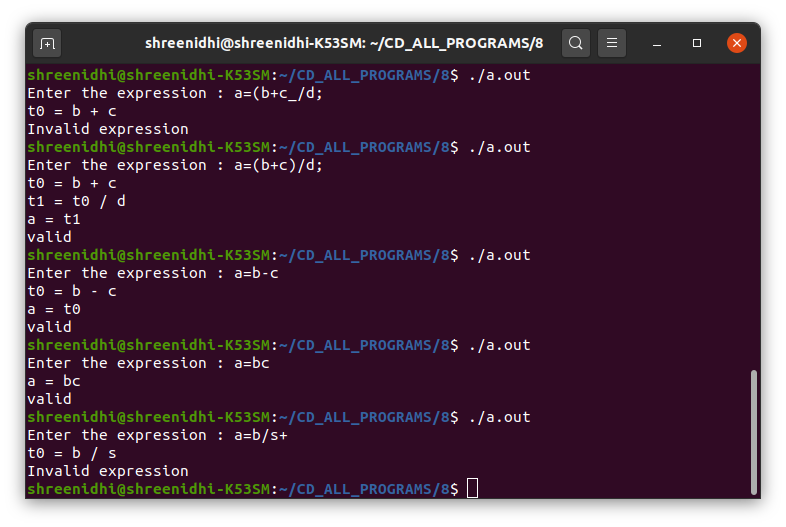 shreenidhi@shreenidhi-K53SM: ~/CD_ALL_PROGRAMS/8
shreenidhi@shreenidhi-K53SM:~/CD_ALL_PROGRAMS/8$ ./a.out
Enter the expression : a=(b+c_/d;
t0 = b + c
Invalid expression
shreenidhi@shreenidhi-K53SM:~/CD_ALL_PROGRAMS/8$ ./a.out
Enter the expression : a=(b+c)/d;
t0 = b + c
t1 = t0 / d
a = t1
valid
shreenidhi@shreenidhi-K53SM:~/CD_ALL_PROGRAMS/8$ ./a.out
Enter the expression : a=b-c
t0 = b - c
a = t0
valid
shreenidhi@shreenidhi-K53SM:~/CD_ALL_PROGRAMS/8$ ./a.out
Enter the expression : a=bc
a = bc
valid
shreenidhi@shreenidhi-K53SM:~/CD_ALL_PROGRAMS/8$ ./a.out
Enter the expression : a=b/s+
t0 = b / s
Invalid expression
shreenidhi@shreenidhi-K53SM:~/CD_ALL_PROGRAMS/8$